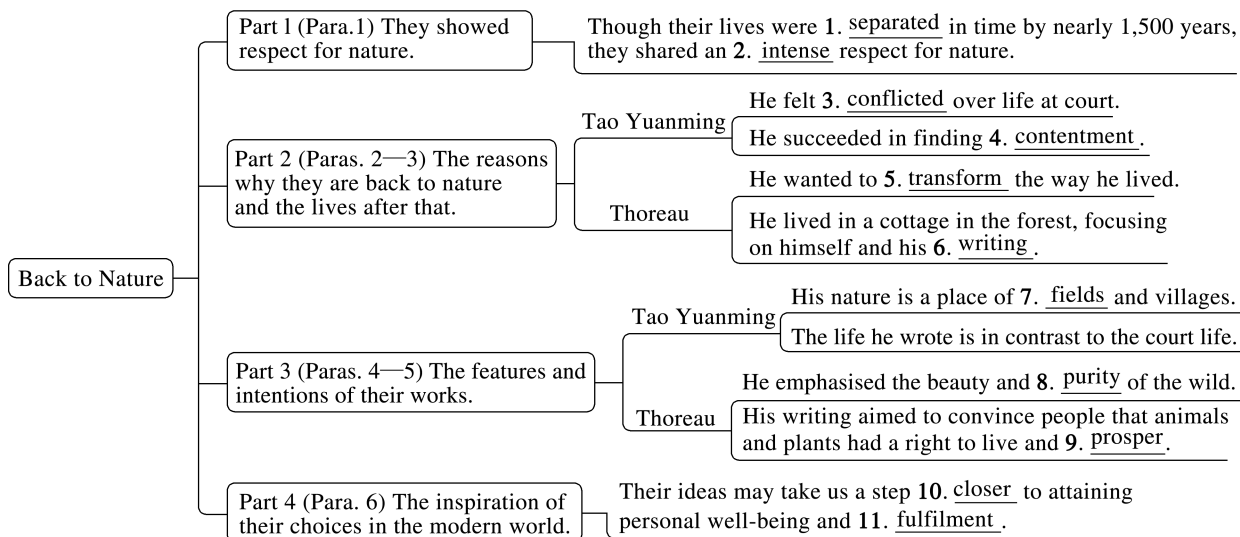 Back to Nature
Part 1 (Para.1) They showed
respect for nature.
Though their lives were 1. separated in time by nearly 1,500 years,
they shared an 2. intense respect for nature.
Part 2 (Paras. 2—3) The reasons
why they are back to nature
and the lives after that.
Tao Yuanming
He felt 3. conflicted over life at court.
He succeeded in finding 4. contentment.
Thoreau
He wanted to 5. transform the way he lived.
He lived in a cottage in the forest, focusing
on himself and his 6. writing.
Part 3 (Paras. 4—5) The features and
intentions of their works.
Tao Yuanming
His nature is a place of 7. fields and villages.
The life he wrote is in contrast to the court life.
Thoreau
He emphasised the beauty and 8. purity of the wild.
His writing aimed to convince people that animals
and plants had a right to live and 9. prosper.
Part 4 (Para. 6) The inspiration of
their choices in the modern world.
Their ideas may take us a step 10. closer to attaining
personal well-being and 11. fulfilment.